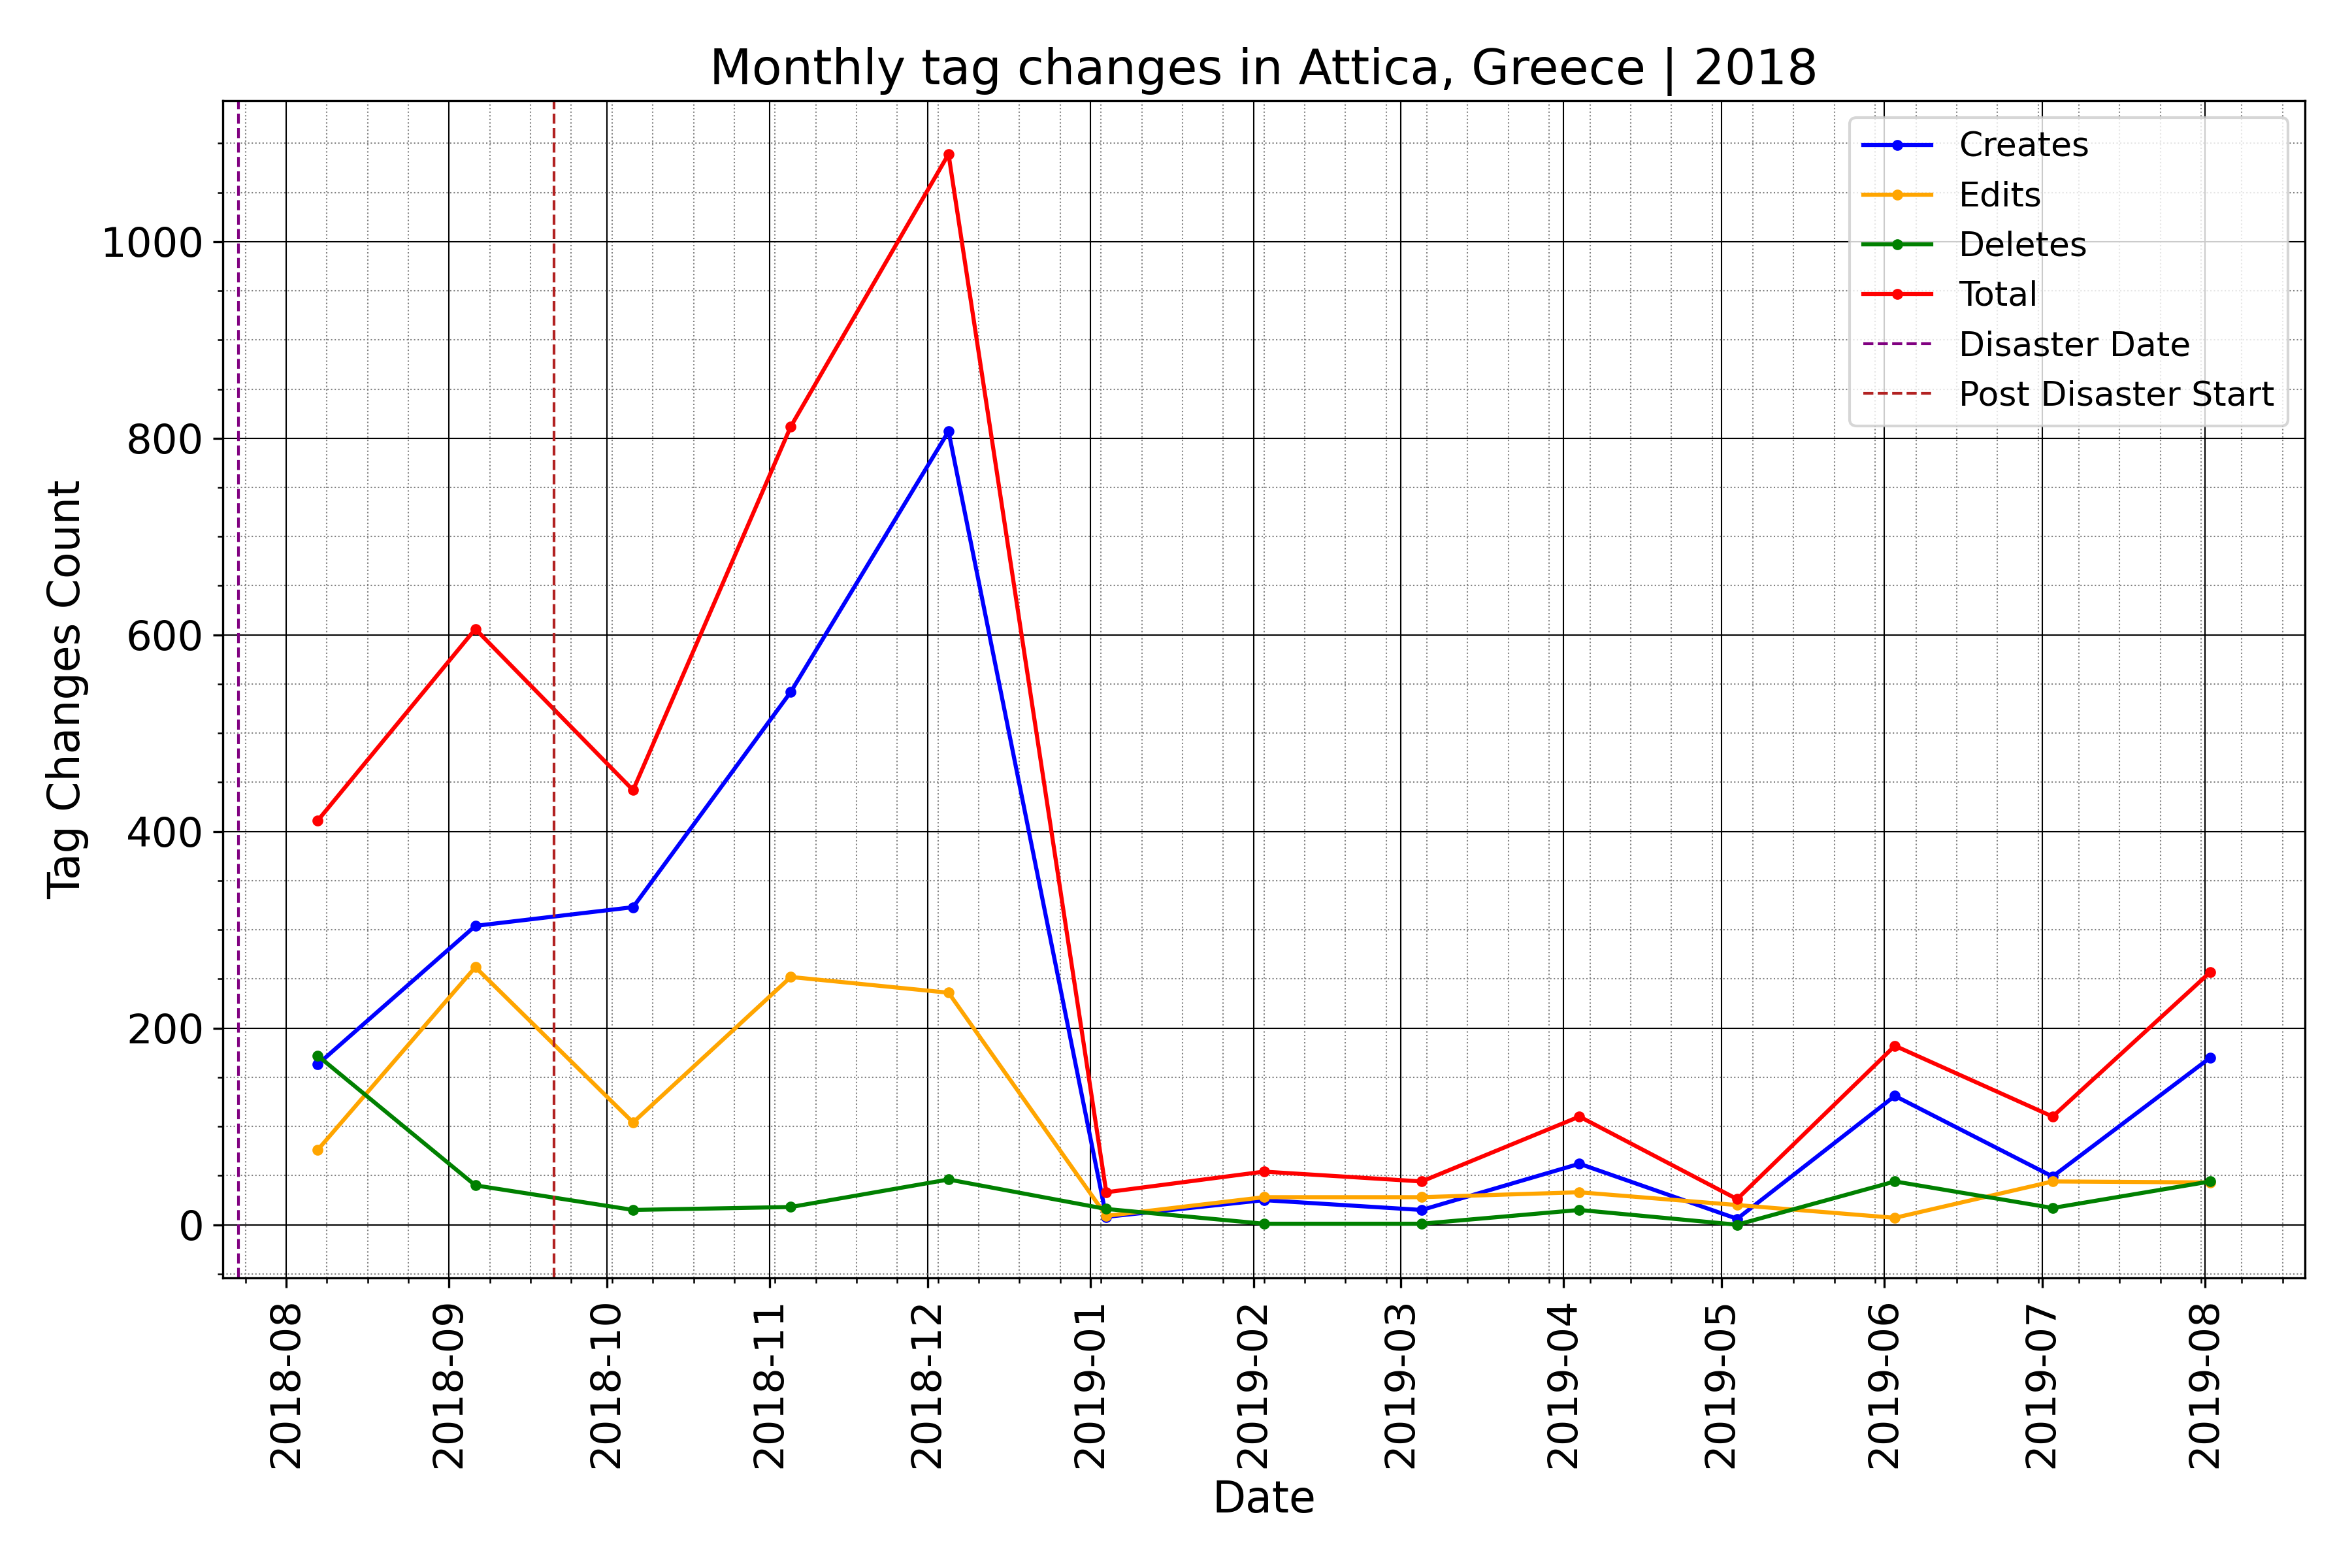 Monthly tag changes in Attica, Greece | 2018
Creates
Edits
Deletes
Total
Disaster Date
Post Disaster Start
Tag Changes Count
1000
800
600
400
200
0
2018-08
2018-09
2018-10
2018-11
2018-12
2019-01
2019-02
2019-03
2019-04
2019-05
2019-06
2019-07
2019-08
Date